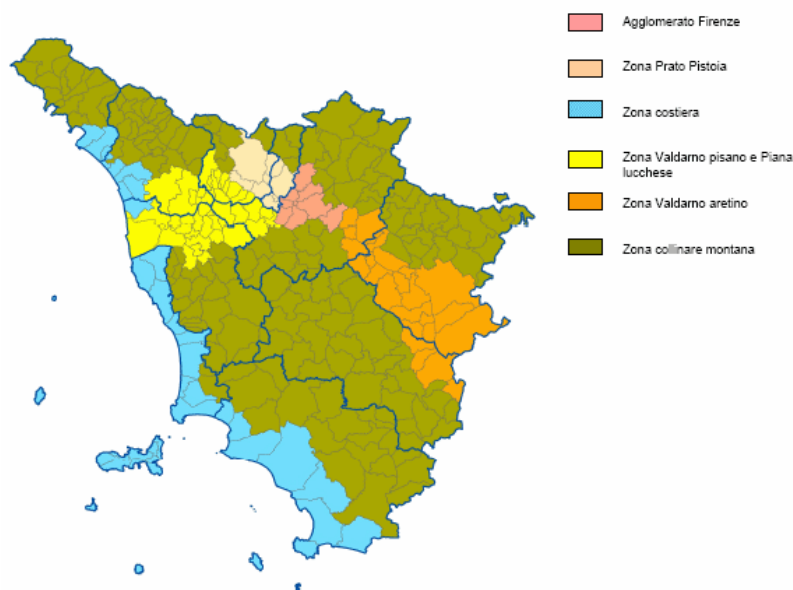 Agglomerato Firenze
Zona Prato Pistoia
Zona costiera
Zona Valdarno pisano e Piana
lucchese
Zona Valdarno aretino
Zona collinare montana